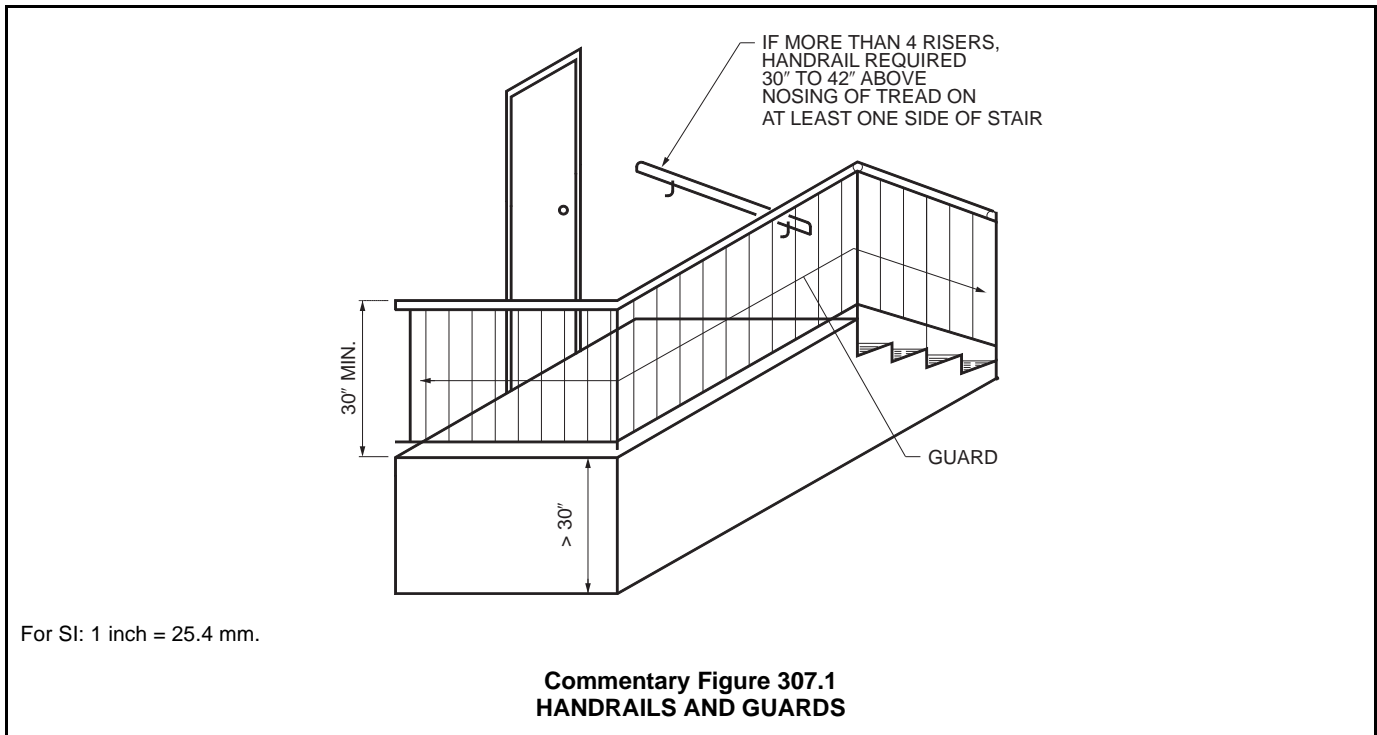 IF MORE THAN 4 RISERS,
HANDRAIL REQUIRED
30″ TO 42″ ABOVE
NOSING OF TREAD ON
AT LEAST ONE SIDE OF STAIR
30″ MIN.
GUARD
> 30″
For SI: 1 inch = 25.4 mm.
Commentary Figure 307.1
HANDRAILS AND GUARDS